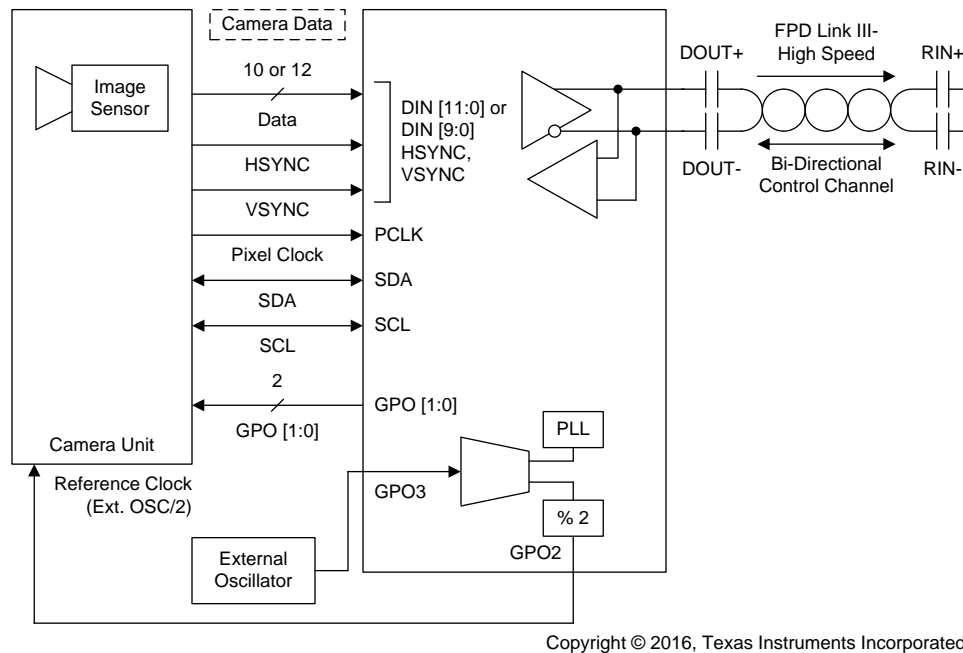 Camera Data
Image
Sensor
10 or 12
Data
HSYNC
VSYNC
Pixel Clock
SDA
SCL
2
GPO [1:0]
Camera Unit
Reference Clock
(Ext. OSC/2)
External
Oscillator
DIN [11:0] or
DIN [9:0]
HSYNC,
VSYNC
PCLK
SDA
SCL
GPO [1:0]
GPO3
PLL
% 2
GPO2
DOUT+
DOUT-
FPD Link III-
High Speed
Bi-Directional
Control Channel
RIN+
RIN-
Copyright © 2016, Texas Instruments Incorporated